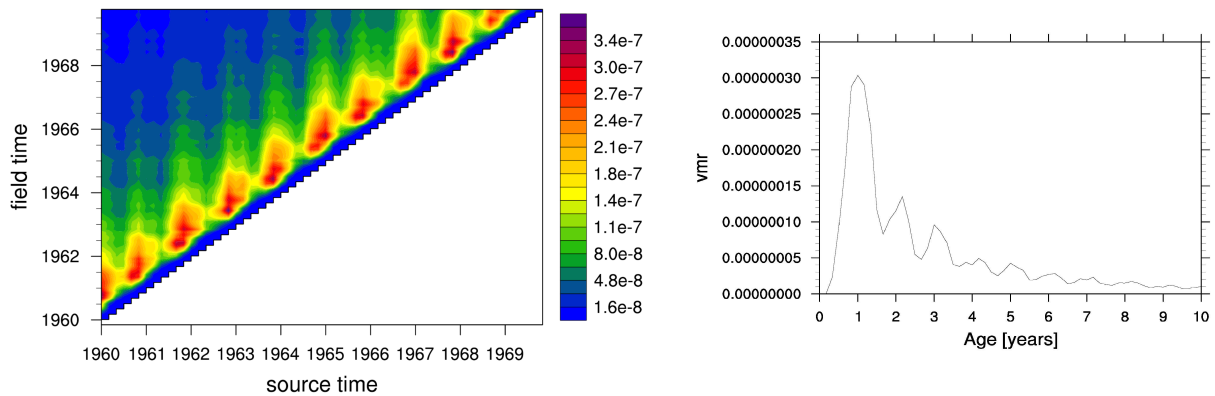 1968
1966
1964
1962
1960
field time
1960 1961 1962 1963 1964 1965 1966 1967 1968 1969
source time
3.4e-7
3.0e-7
2.7e-7
2.4e-7
2.1e-7
1.8e-7
1.4e-7
1.1e-7
8.0e-8
4.8e-8
1.6e-8
0.00000035
0.00000030
0.00000025
0.00000020
0.00000015
0.00000010
0.00000005
0.00000000
vmr
0 1 2 3 4 5 6 7 8 9 10
Age [years]